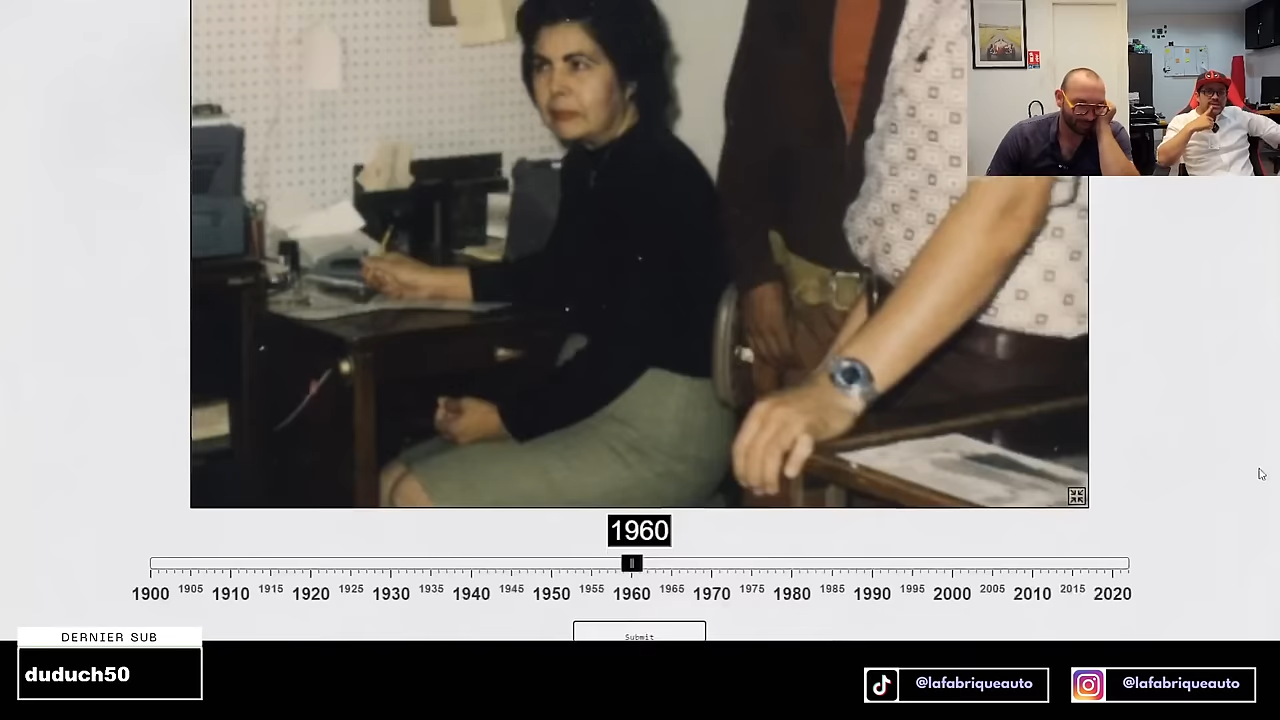 1960
1900 1905 1910 1915 1920 1925 1930 1935 1940 1945 1950 1955 1960 1965 1970 1975 1980 1985 1990 1995 2000 2005 2010 2015 2020
Submit
DERNIER SUB
duduch50
@lafabriqueauto
@lafabriqueauto